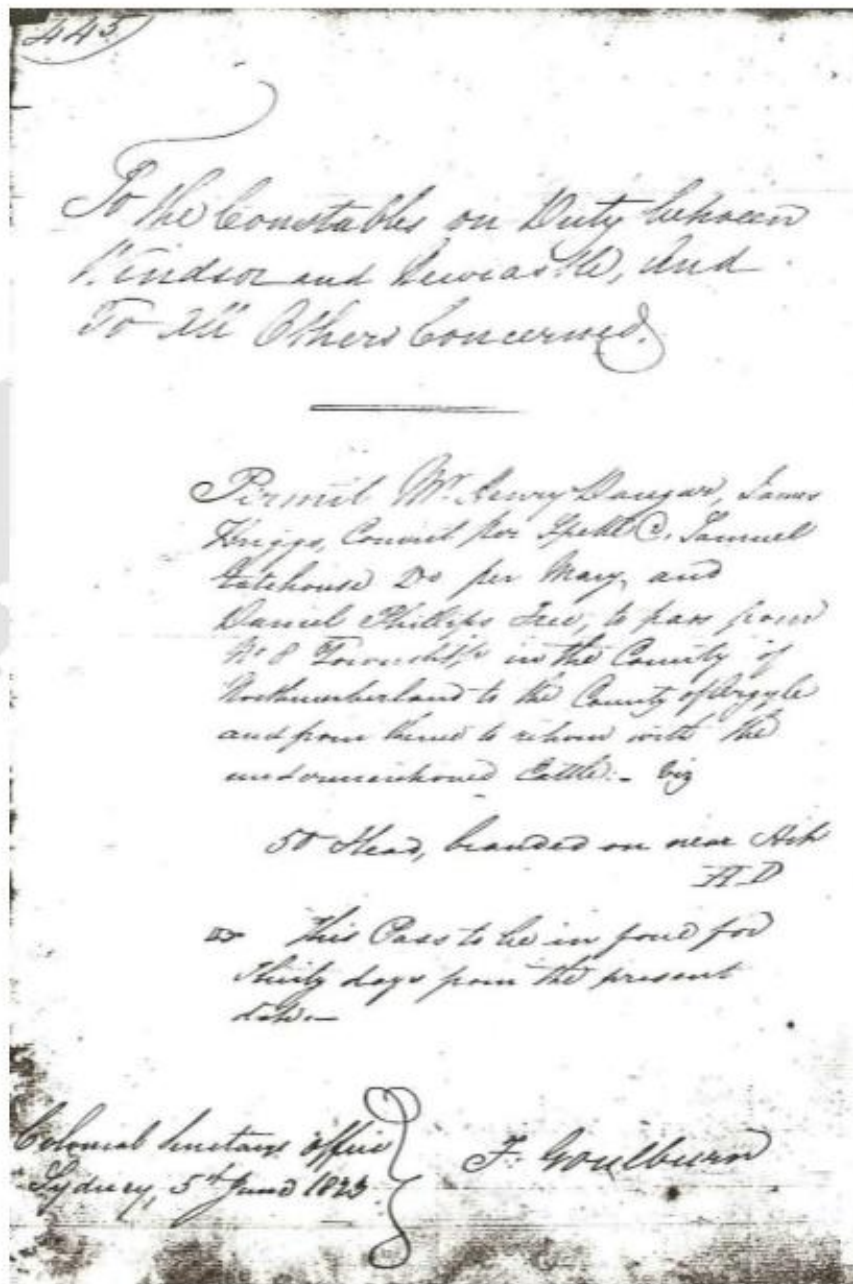 445
To the Constables on Duty between
Windsor and Newcastle, And
To All Others Concerned.
Permit Mr. Henry Dangar, James
Briggs, Convict per Speke C. Samuel
Gatehouse Do per Mary, and
Daniel Phillips Free, to pass from
No 8 Township in the County of
Northumberland to the County of Argyle
and from thence to return with the
undermentioned Cattle:- Viz
50 Head, branded on near Hip
AD
This Pass to be in force for
Thirty days from the present
date.—
Colonial Secretarys Office
Sydney, 5th June 1823
F. Goulburn